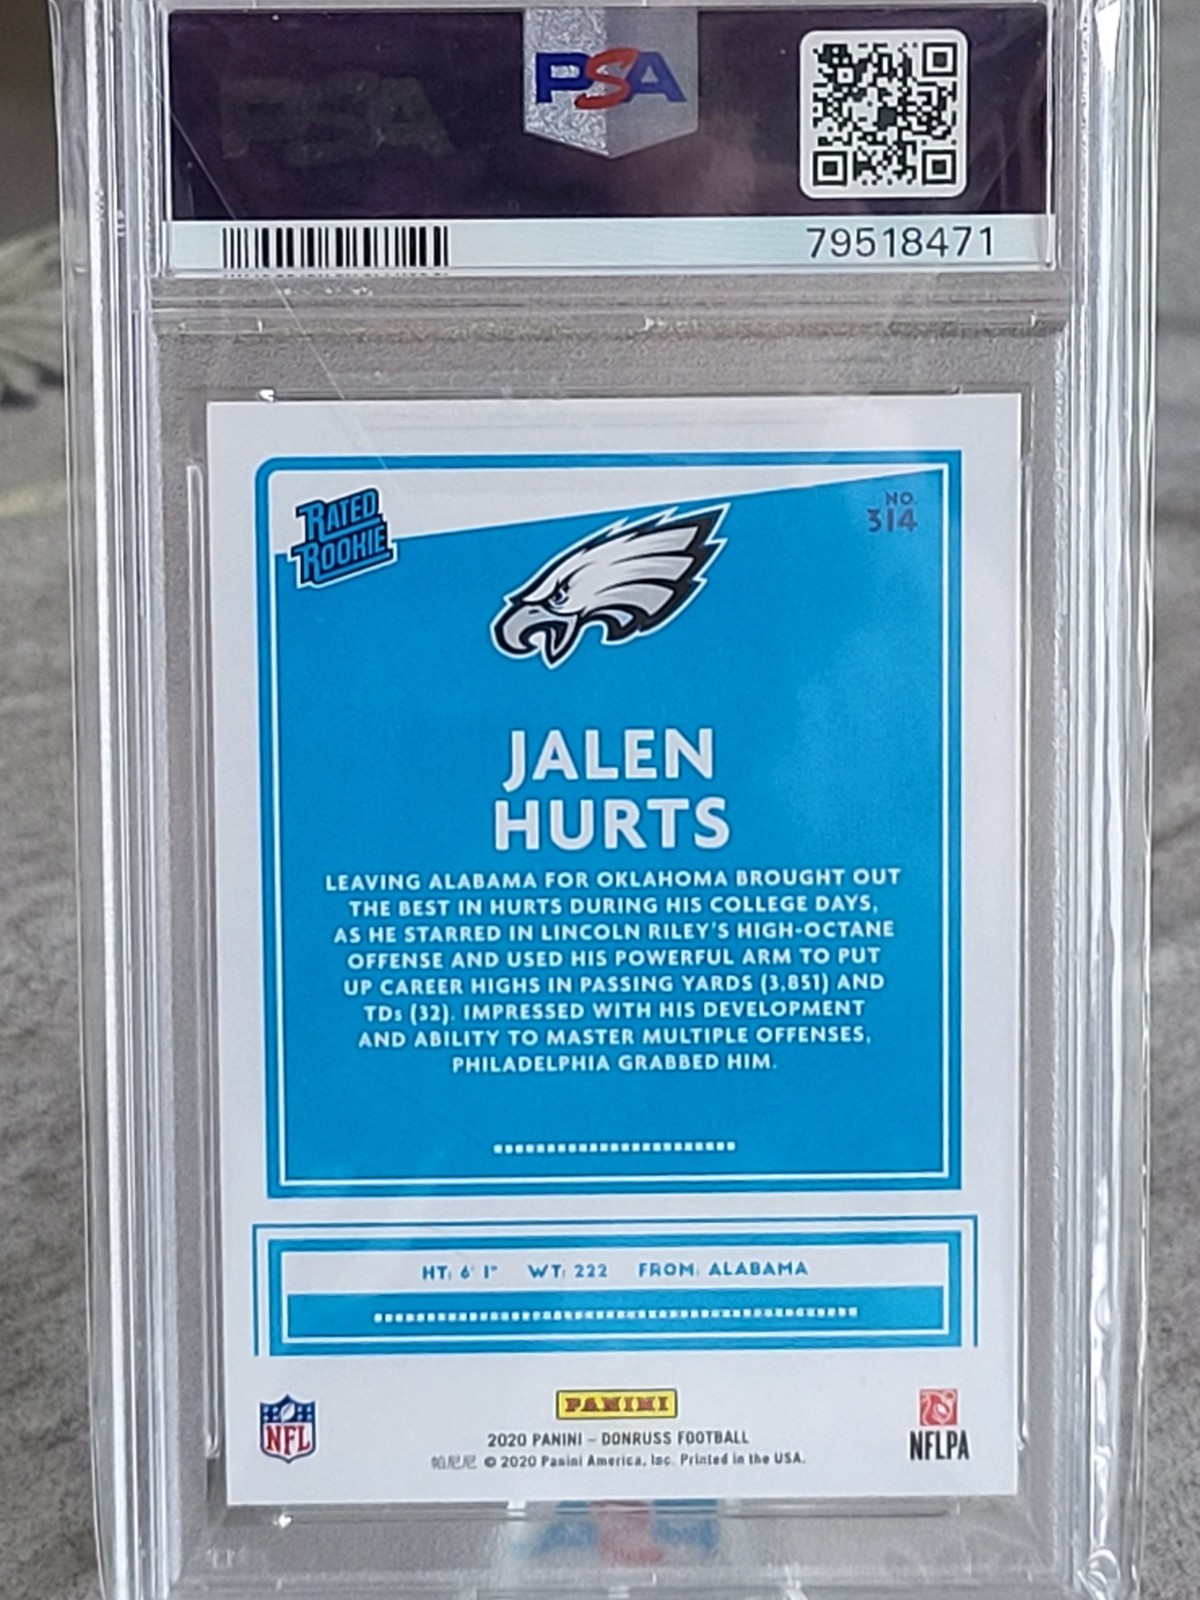 PSA
79518471
RATED
ROOKIE
NO.
314
JALEN
HURTS
LEAVING ALABAMA FOR OKLAHOMA BROUGHT OUT
THE BEST IN HURTS DURING HIS COLLEGE DAYS,
AS HE STARRED IN LINCOLN RILEY'S HIGH-OCTANE
OFFENSE AND USED HIS POWERFUL ARM TO PUT
UP CAREER HIGHS IN PASSING YARDS (3,851) AND
TDs (32). IMPRESSED WITH HIS DEVELOPMENT
AND ABILITY TO MASTER MULTIPLE OFFENSES,
PHILADELPHIA GRABBED HIM.
HT: 6' 1" WT: 222 FROM: ALABAMA
NFL
PANINI
2020 PANINI – DONRUSS FOOTBALL
帕尼尼 © 2020 Panini America, Inc. Printed in the USA.
NFLPA